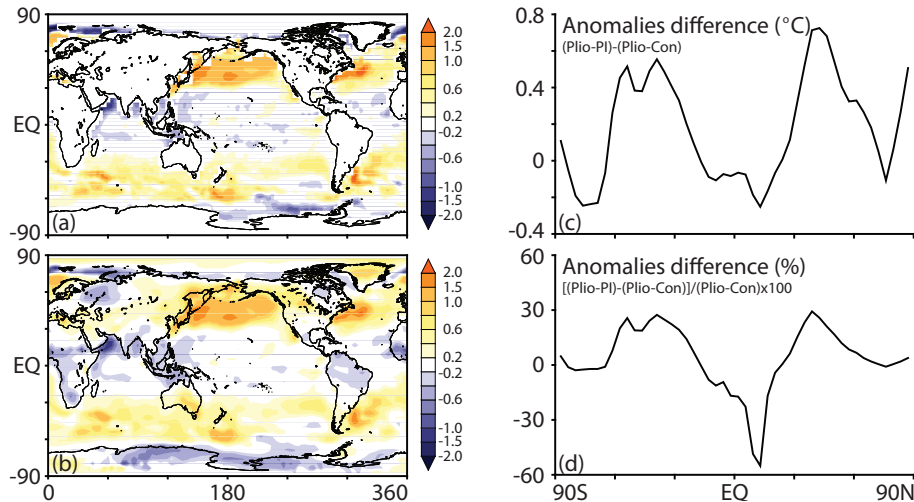 90
EQ
-90
(a)
2.0
1.5
1.0
0.6
0.2
-0.2
-0.6
-1.0
-1.5
-2.0
0.8
0.4
0
-0.4
Anomalies difference (°C)
(Plio-PI)-(Plio-Con)
(c)
90
EQ
-90
(b)
0
180
360
2.0
1.5
1.0
0.6
0.2
-0.2
-0.6
-1.0
-1.5
-2.0
60
30
0
-30
-60
Anomalies difference (%)
[(Plio-PI)-(Plio-Con)]/(Plio-Con)x100
(d)
90S
EQ
90N